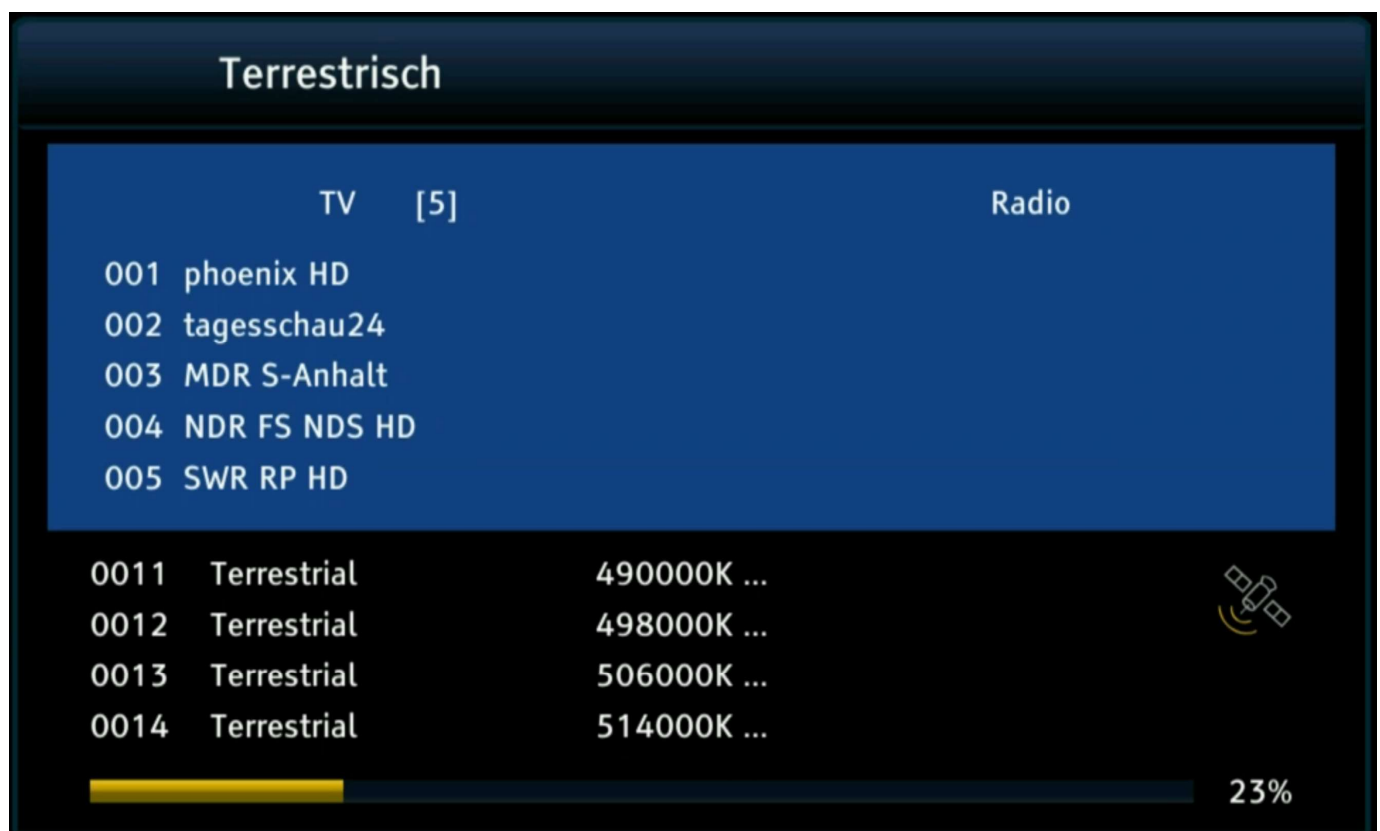 Terrestrisch
TV [5] Radio
001 phoenix HD
002 tagesschau24
003 MDR S-Anhalt
004 NDR FS NDS HD
005 SWR RP HD
0011 Terrestrial 490000K ...
0012 Terrestrial 498000K ...
0013 Terrestrial 506000K ...
0014 Terrestrial 514000K ...
23%